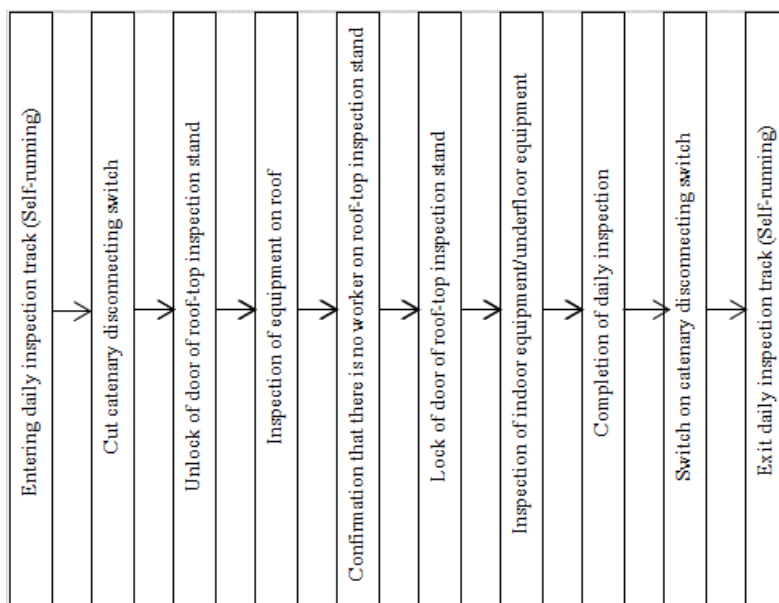 Entering daily inspection track (Self-running)
Cut catenary disconnecting switch
Unlock of door of roof-top inspection stand
Inspection of equipment on roof
Confirmation that there is no worker on roof-top inspection stand
Lock of door of roof-top inspection stand
Inspection of indoor equipment/underfloor equipment
Completion of daily inspection
Switch on catenary disconnecting switch
Exit daily inspection track (Self-running)